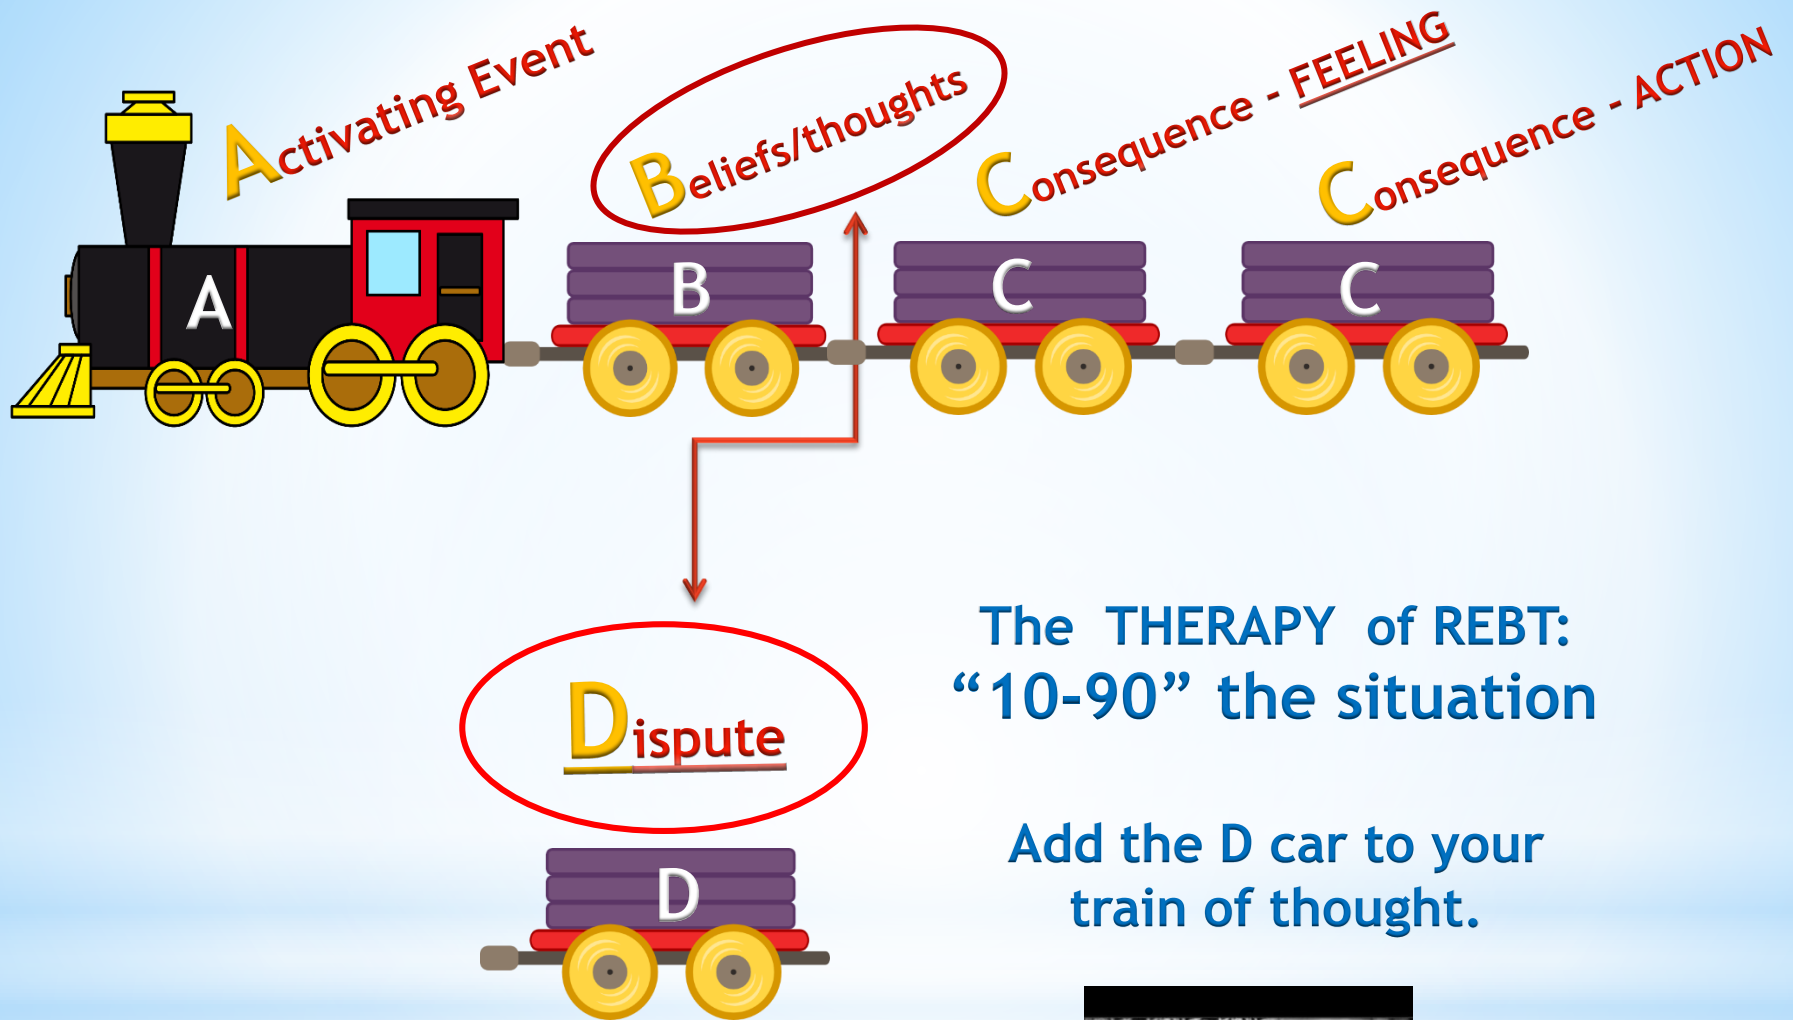 Activating Event
Beliefs/thoughts
Consequence - FEELING
Consequence - ACTION
A
B
C
C
Dispute
D
The THERAPY of REBT:
“10-90” the situation
Add the D car to your
train of thought.